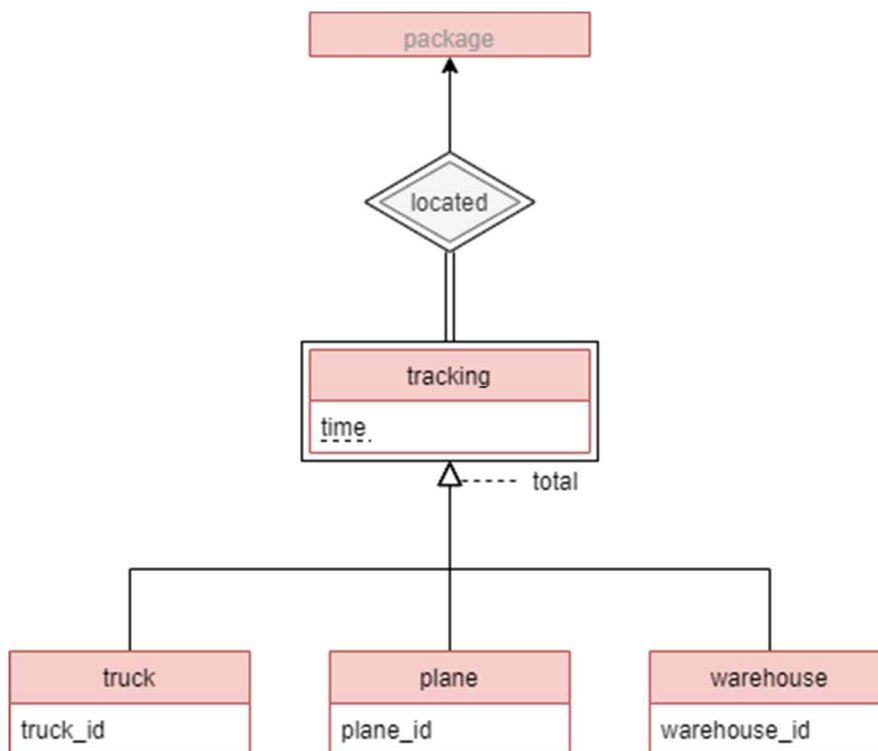 package
located
tracking
time
total
truck
plane
warehouse
truck_id
plane_id
warehouse_id